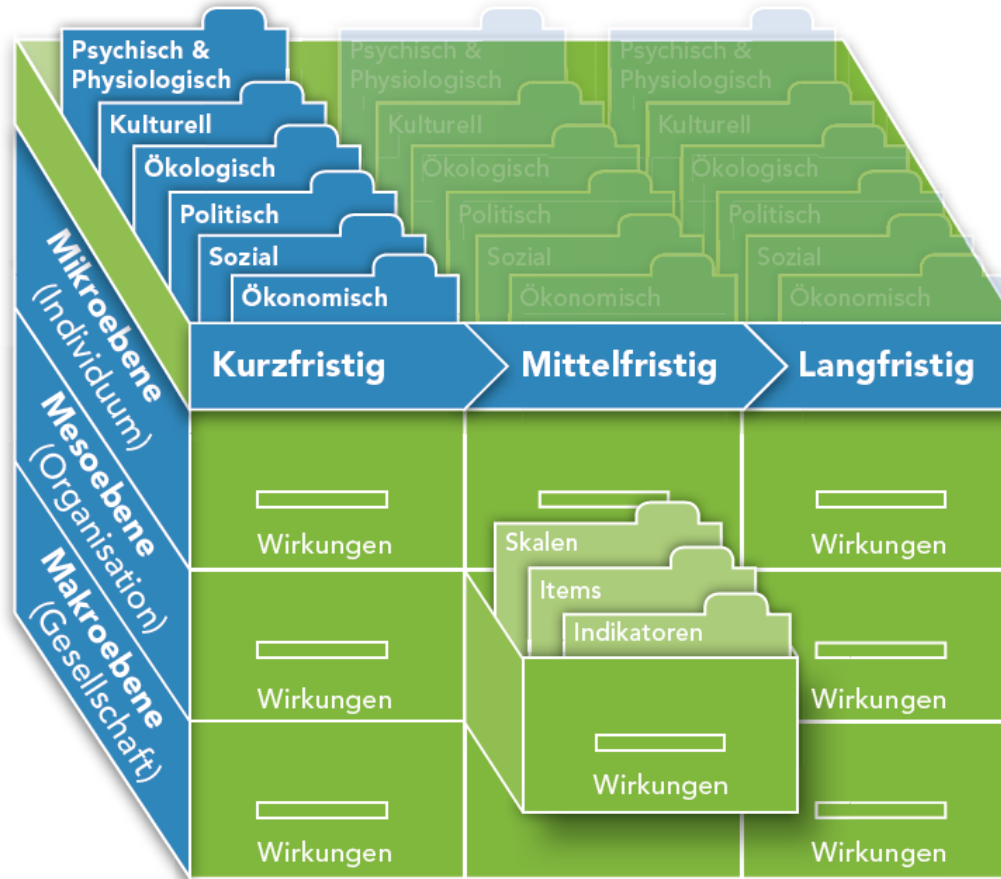 Psychisch &
Physiologisch
Kulturell
Ökologisch
Politisch
Sozial
Ökonomisch
Psychisch &
Physiologisch
Kulturell
Ökologisch
Politisch
Sozial
Ökonomisch
Psychisch &
Physiologisch
Kulturell
Ökologisch
Politisch
Sozial
Ökonomisch
Mikroebene
(Individuum)
Mesoebene
(Organisation)
Makroebene
(Gesellschaft)
Kurzfristig
Mittelfristig
Langfristig
Wirkungen
Wirkungen
Skalen
Items
Indikatoren
Wirkungen
Wirkungen
Wirkungen
Wirkungen
Wirkungen